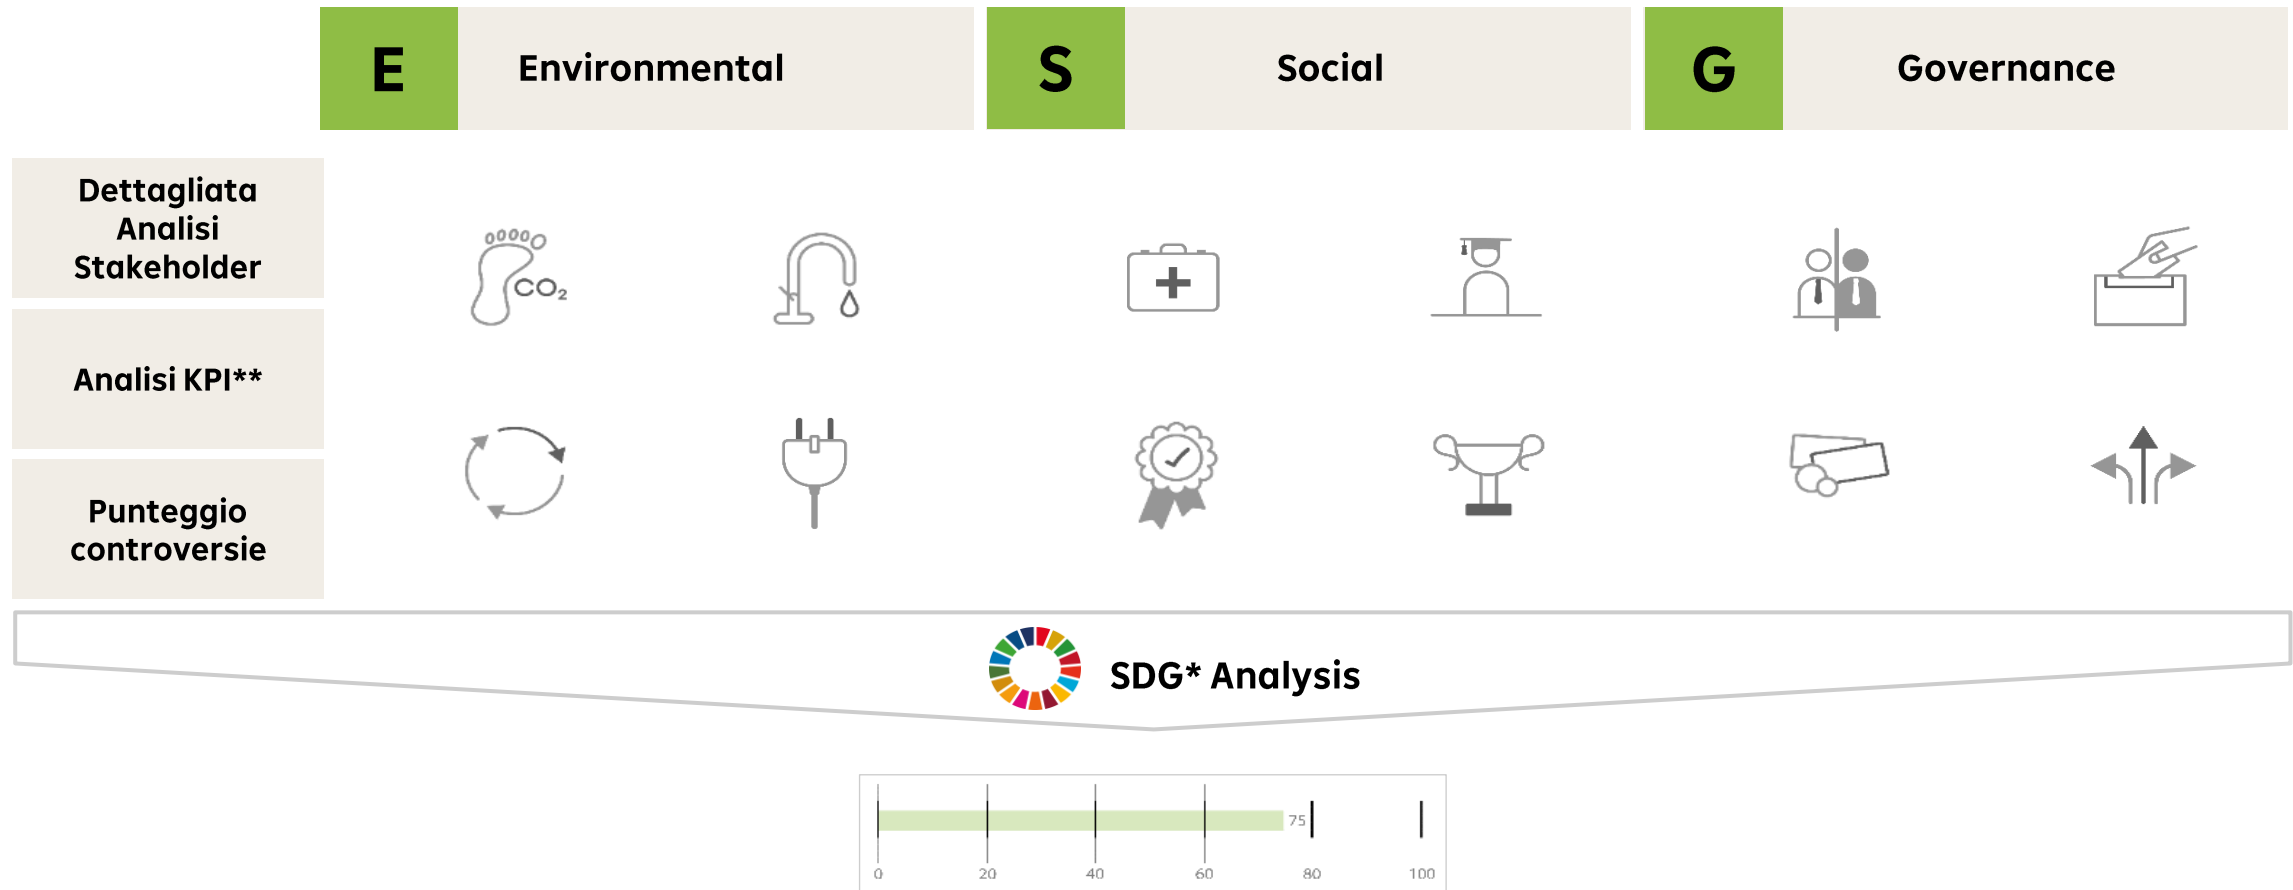 E
Environmental
S
Social
G
Governance
Dettagliata
Analisi
Stakeholder
CO₂
Analisi KPI**
Punteggio
controversie
SDG* Analysis
75
0 20 40 60 80 100